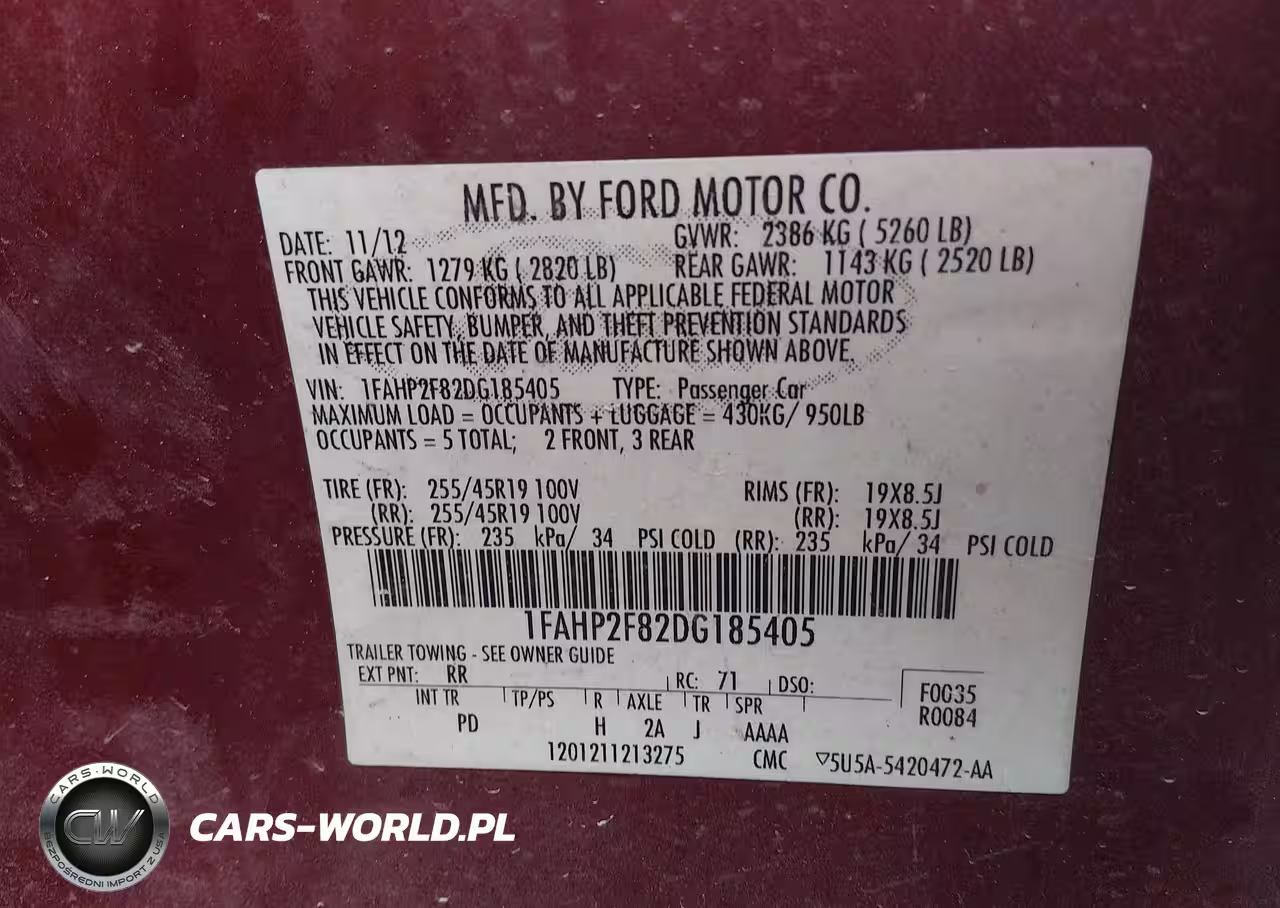 MFD. BY FORD MOTOR CO.
DATE: 11/12 GVWR: 2386 KG ( 5260 LB)
FRONT GAWR: 1279 KG ( 2820 LB) REAR GAWR: 1143 KG ( 2520 LB)
THIS VEHICLE CONFORMS TO ALL APPLICABLE FEDERAL MOTOR
VEHICLE SAFETY, BUMPER, AND THEFT PREVENTION STANDARDS
IN EFFECT ON THE DATE OF MANUFACTURE SHOWN ABOVE.
VIN: 1FAHP2F82DG185405 TYPE: Passenger Car
MAXIMUM LOAD = OCCUPANTS + LUGGAGE = 430KG/ 950LB
OCCUPANTS = 5 TOTAL; 2 FRONT, 3 REAR
TIRE (FR): 255/45R19 100V RIMS (FR): 19X8.5J
(RR): 255/45R19 100V (RR): 19X8.5J
PRESSURE (FR): 235 kPa/ 34 PSI COLD (RR): 235 kPa/ 34 PSI COLD
1FAHP2F82DG185405
TRAILER TOWING - SEE OWNER GUIDE
EXT PNT: RR RC: 71 DSO:
INT TR TP/PS R AXLE TR SPR
F0035
R0084
PD H 2A J AAAA
1201211213275 CMC ▽5U5A-5420472-AA
CARS-WORLD
CW
BEZPOŚREDNI IMPORT Z USA
CARS-WORLD.PL